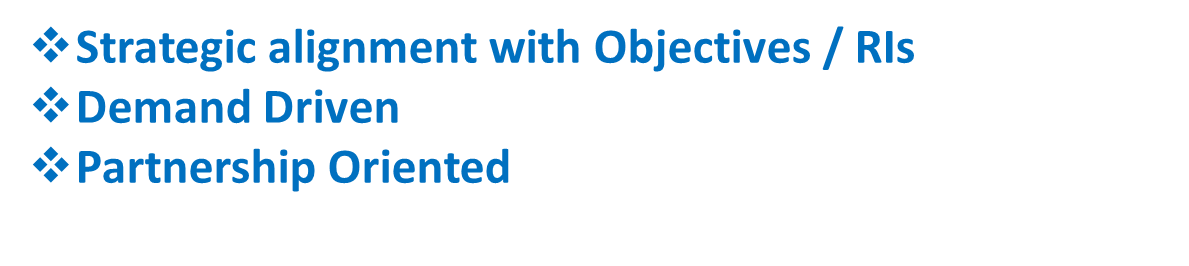 ❖Strategic alignment with Objectives / RIs
❖Demand Driven
❖Partnership Oriented